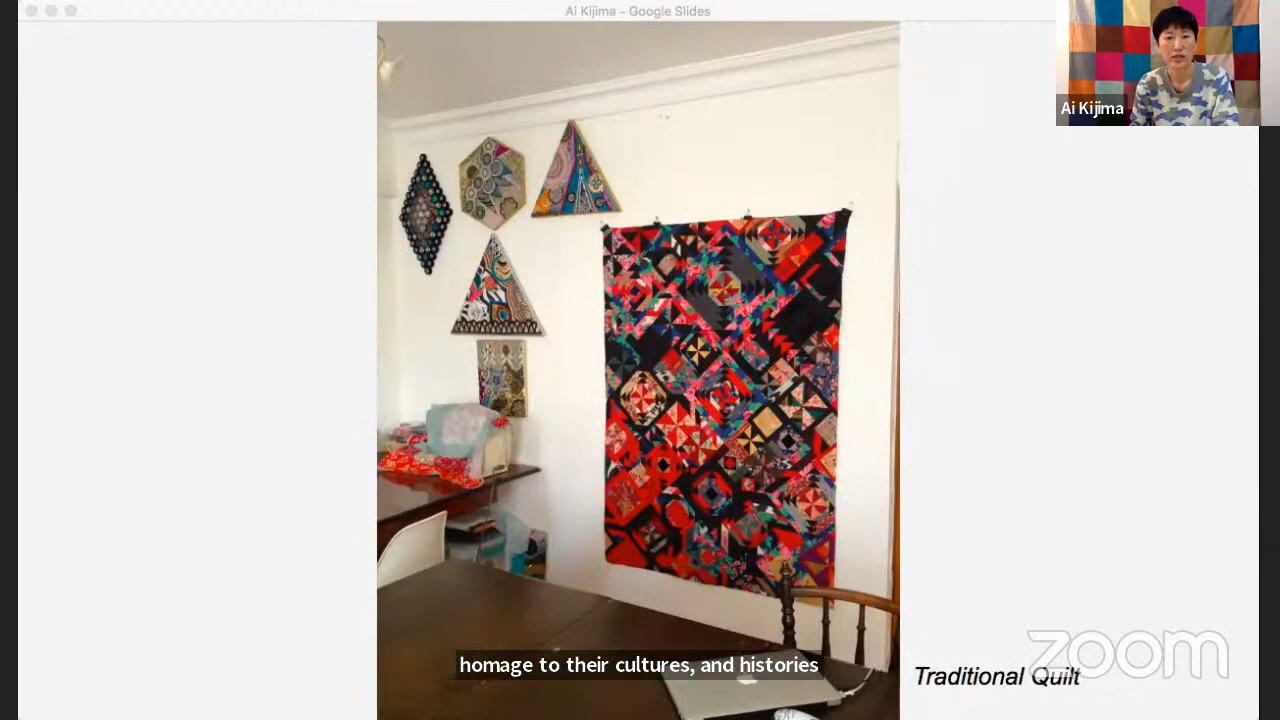 Ai Kijima - Google Slides
Ai Kijima
homage to their cultures, and histories
zoom
Traditional Quilt